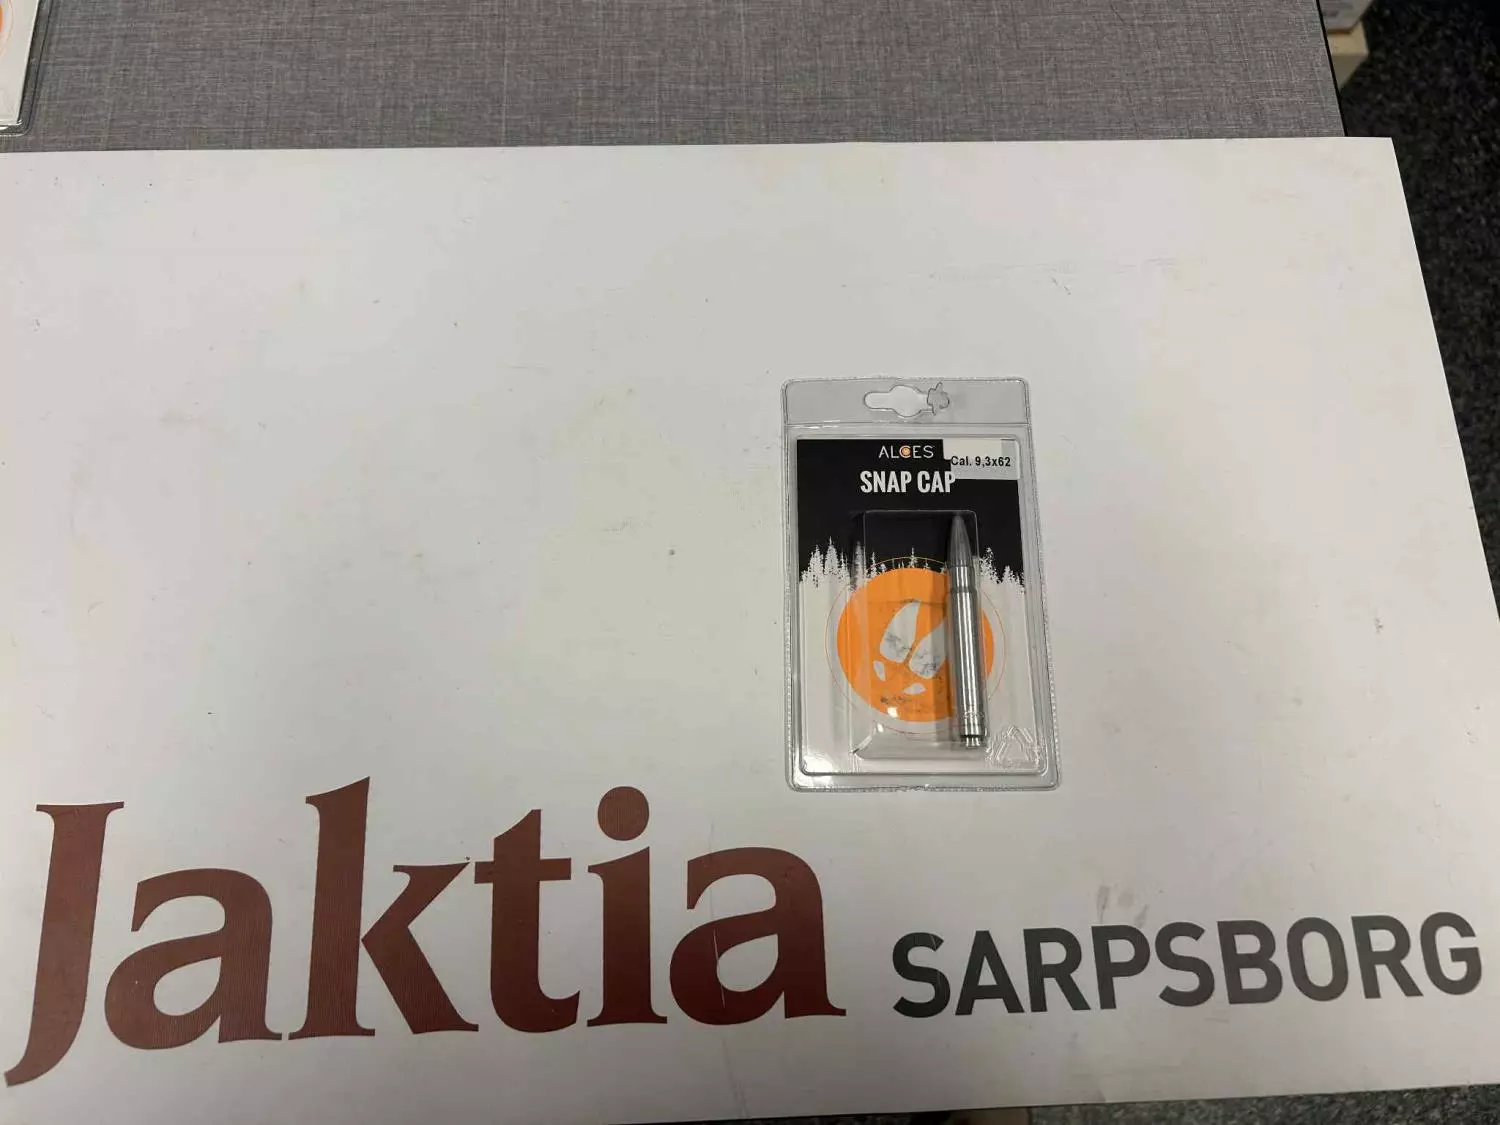 ALCES
Cal. 9,3x62
SNAP CAP
Jaktia SARPSBORG